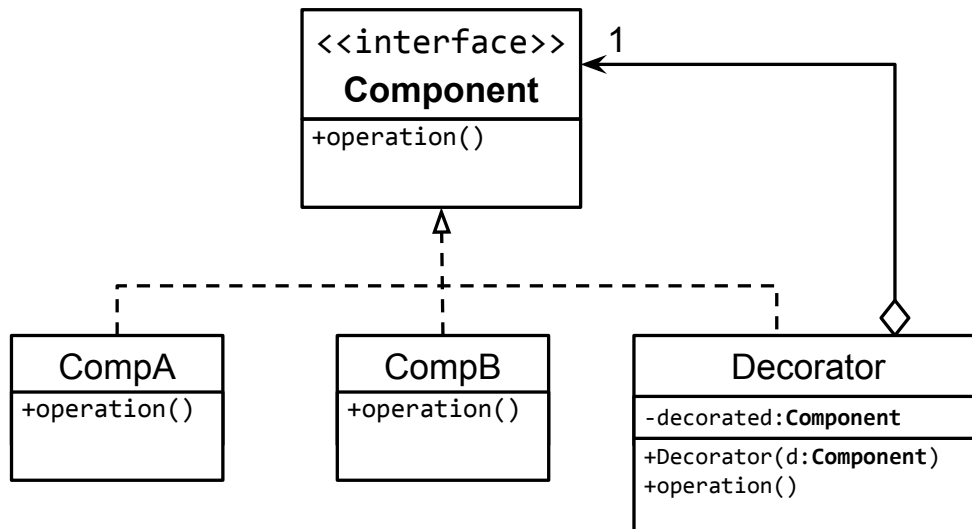 <<interface>>
Component
+operation()
1
CompA
+operation()
CompB
+operation()
Decorator
-decorated:Component
+Decorator(d:Component)
+operation()